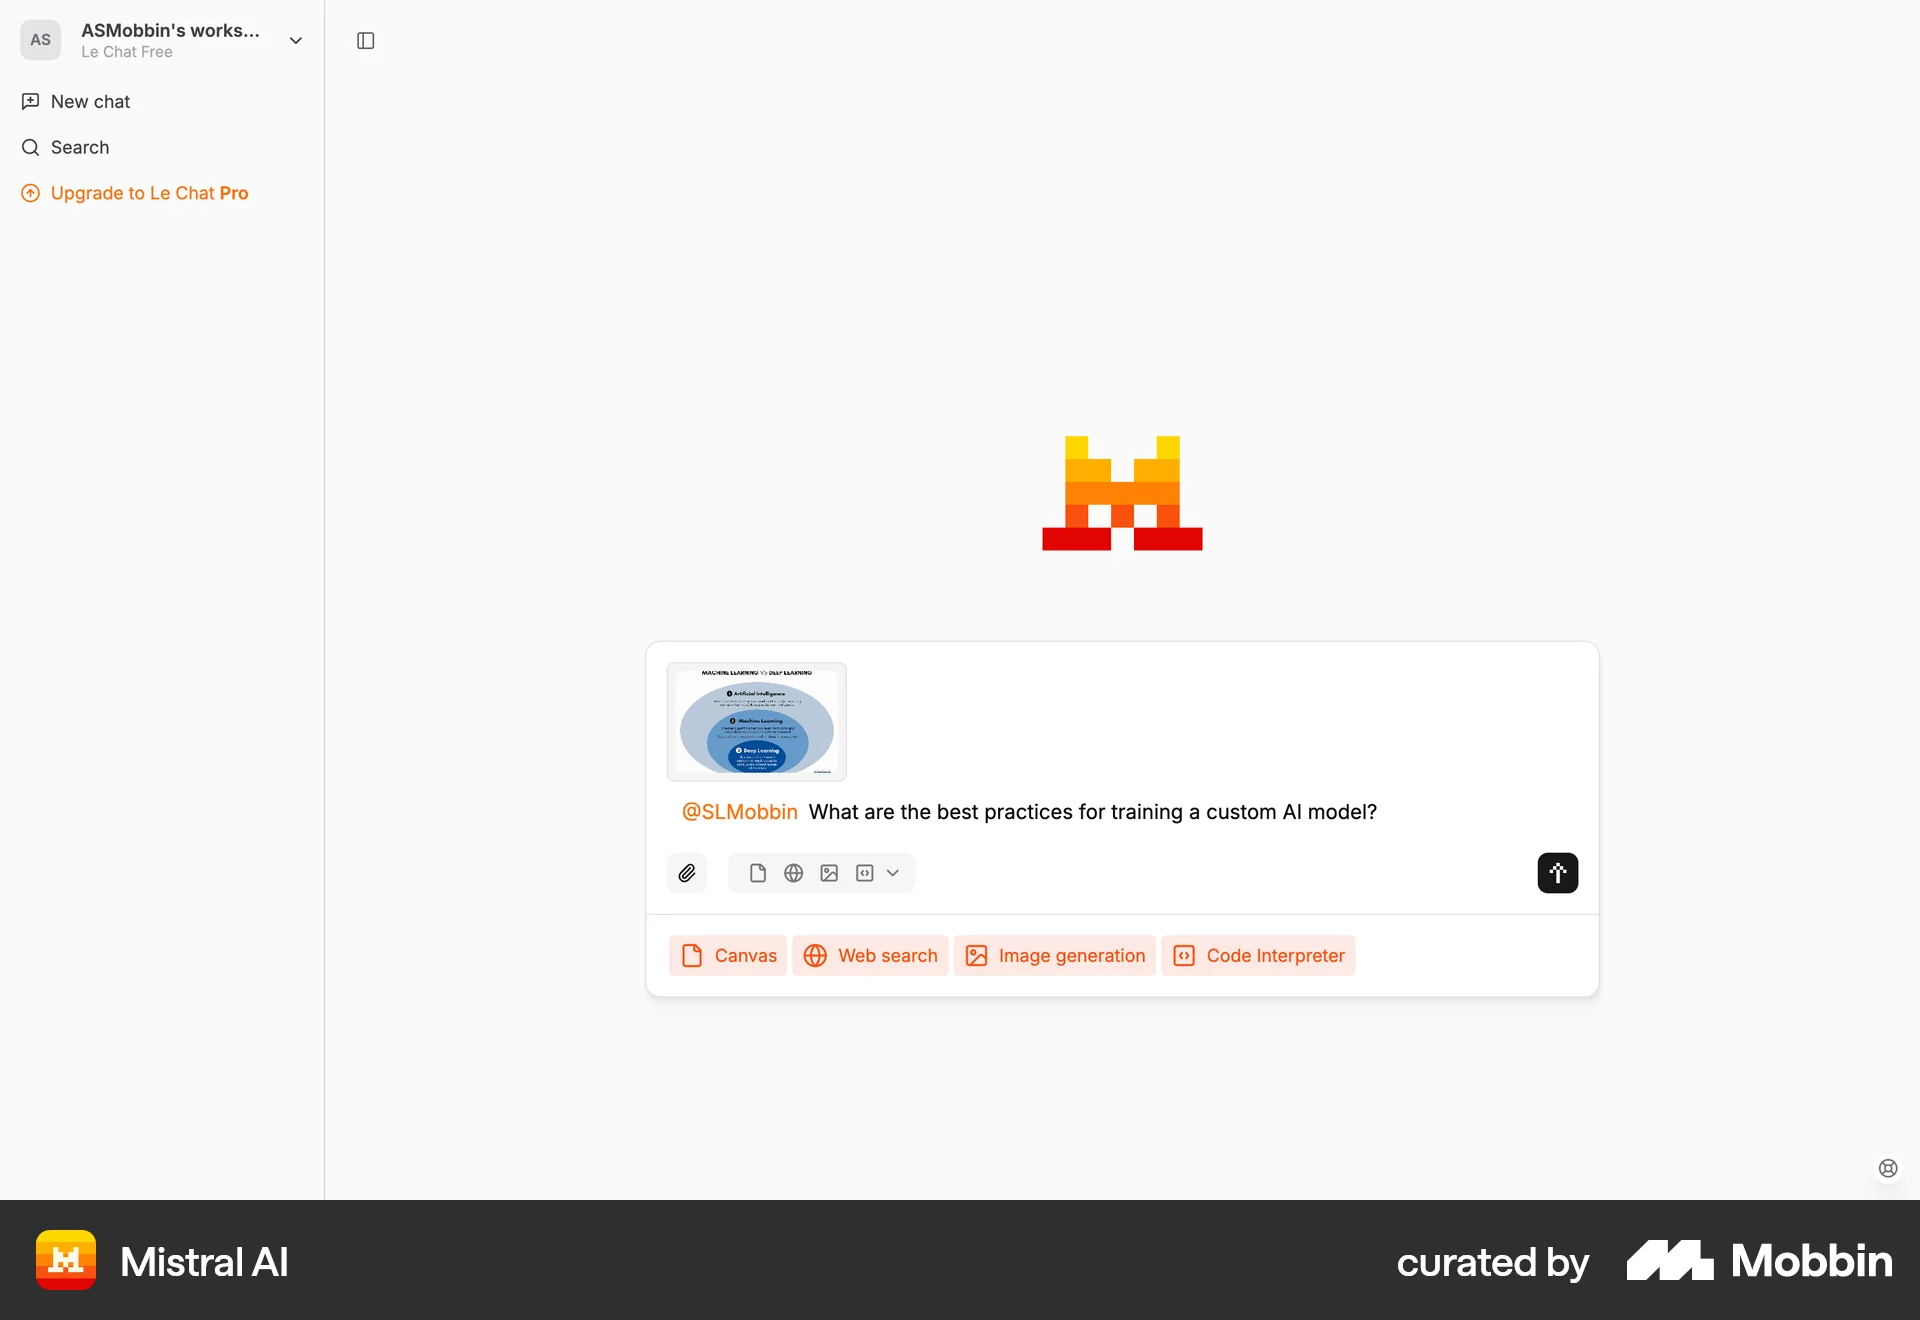 AS
ASMobbin's works...
Le Chat Free
New chat
Search
Upgrade to Le Chat Pro
MACHINE LEARNING VS DEEP LEARNING
Artificial Intelligence
Machine Learning
Deep Learning
@SLMobbin What are the best practices for training a custom AI model?
Canvas
Web search
Image generation
Code Interpreter
Mistral AI
curated by
Mobbin